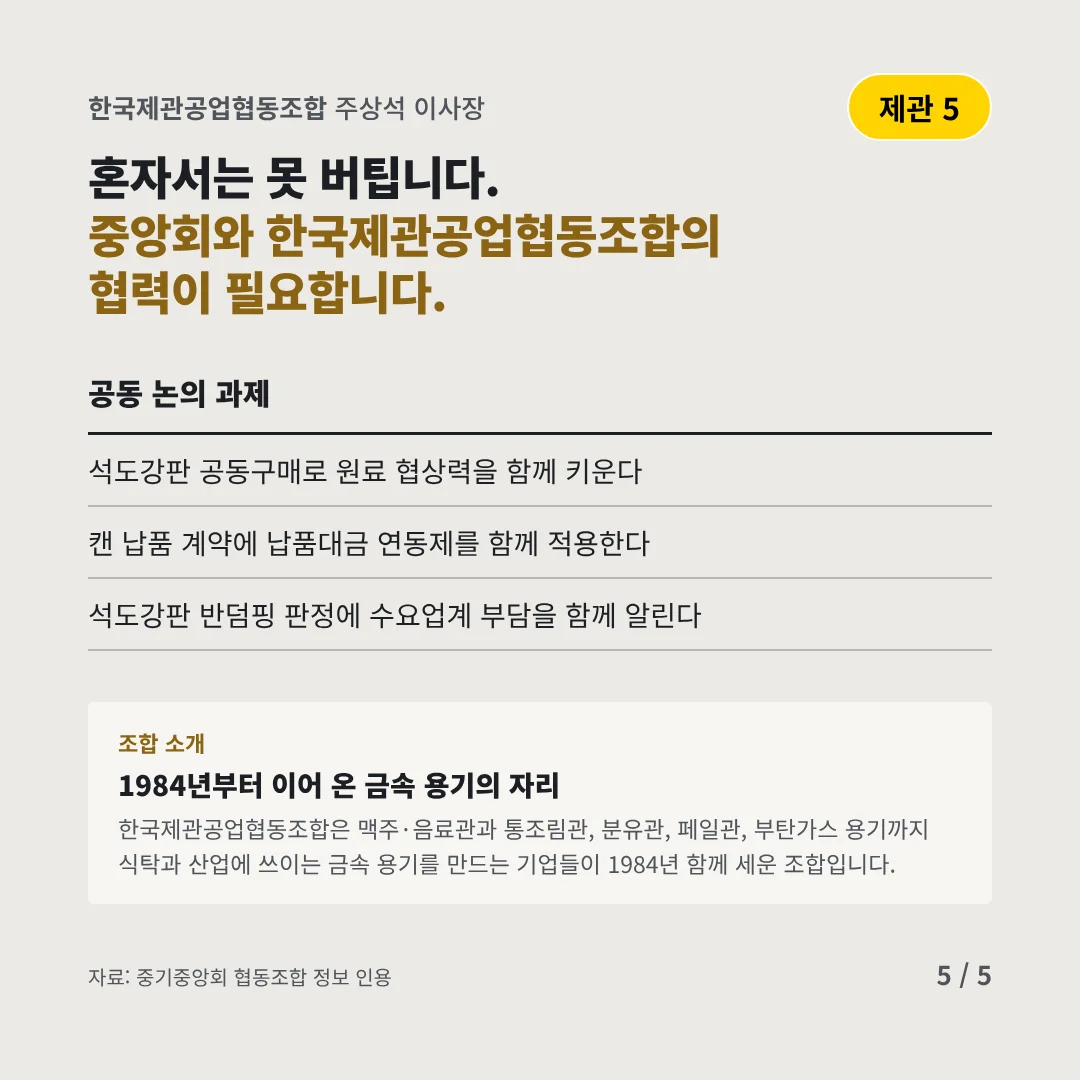 한국제관공업협동조합 주상석 이사장
제관 5
혼자서는 못 버팁니다.
중앙회와 한국제관공업협동조합의
협력이 필요합니다.
공동 논의 과제
석도강판 공동구매로 원료 협상력을 함께 키운다
캔 납품 계약에 납품대금 연동제를 함께 적용한다
석도강판 반덤핑 판정에 수요업계 부담을 함께 알린다
조합 소개
1984년부터 이어 온 금속 용기의 자리
한국제관공업협동조합은 맥주·음료관과 통조림관, 분유관, 페일관, 부탄가스 용기까지
식탁과 산업에 쓰이는 금속 용기를 만드는 기업들이 1984년 함께 세운 조합입니다.
자료: 중기중앙회 협동조합 정보 인용
5 / 5